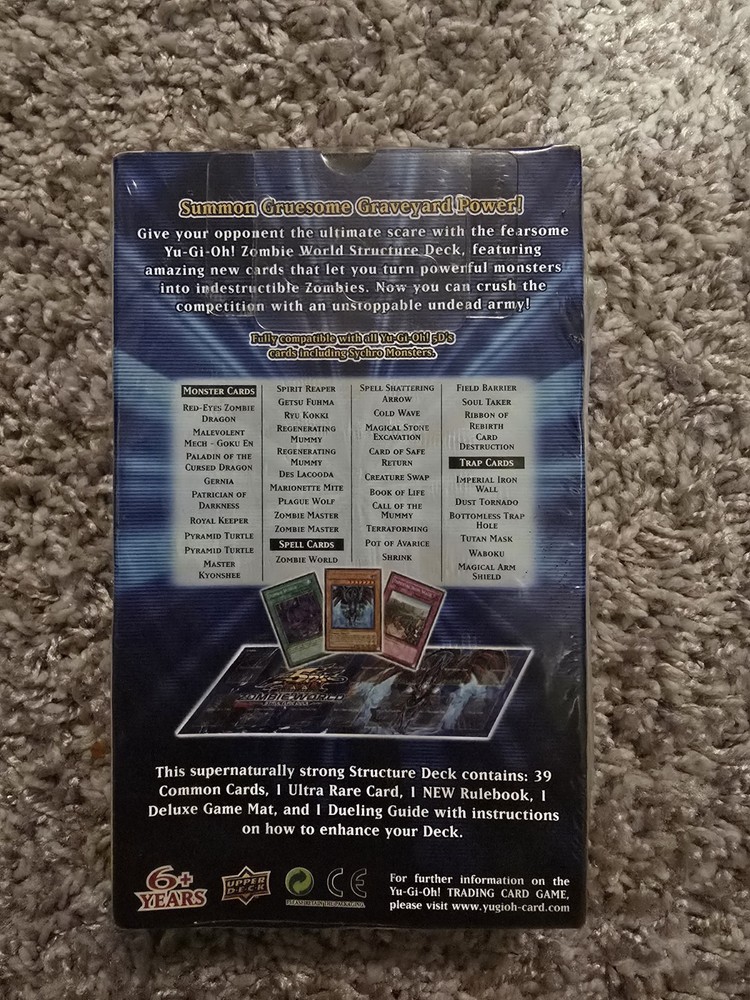 Summon Gruesome Graveyard Power!
Give your opponent the ultimate scare with the fearsome
Yu-Gi-Oh! Zombie World Structure Deck, featuring
amazing new cards that let you turn powerful monsters
into indestructible Zombies. Now you can crush the
competition with an unstoppable undead army!
Fully compatible with all Yu-Gi-Oh! 5D's
cards including Sychro Monsters.
MONSTER CARDS
RED-EYES ZOMBIE
DRAGON
MALEVOLENT
MECH - GOKU EN
PALADIN OF THE
CURSED DRAGON
GERNIA
PATRICIAN OF
DARKNESS
ROYAL KEEPER
PYRAMID TURTLE
PYRAMID TURTLE
MASTER
KYONSHEE
SPIRIT REAPER
GETSU FUHMA
RYU KOKKI
REGENERATING
MUMMY
REGENERATING
MUMMY
DES LACOODA
MARIONETTE MITE
PLAGUE WOLF
ZOMBIE MASTER
ZOMBIE MASTER
SPELL CARDS
ZOMBIE WORLD
SPELL SHATTERING
ARROW
COLD WAVE
MAGICAL STONE
EXCAVATION
CARD OF SAFE
RETURN
CREATURE SWAP
BOOK OF LIFE
CALL OF THE
MUMMY
TERRAFORMING
POT OF AVARICE
SHRINK
FIELD BARRIER
SOUL TAKER
RIBBON OF
REBIRTH
CARD
DESTRUCTION
TRAP CARDS
IMPERIAL IRON
WALL
DUST TORNADO
BOTTOMLESS TRAP
HOLE
TUTAN MASK
WABOKU
MAGICAL ARM
SHIELD
ZOMBIE WORLD
STRUCTURE DECK
This supernaturally strong Structure Deck contains: 39
Common Cards, 1 Ultra Rare Card, 1 NEW Rulebook, 1
Deluxe Game Mat, and 1 Dueling Guide with instructions
on how to enhance your Deck.
6+
YEARS
UPPER
DECK
CE
For further information on the
Yu-Gi-Oh! TRADING CARD GAME,
please visit www.yugioh-card.com